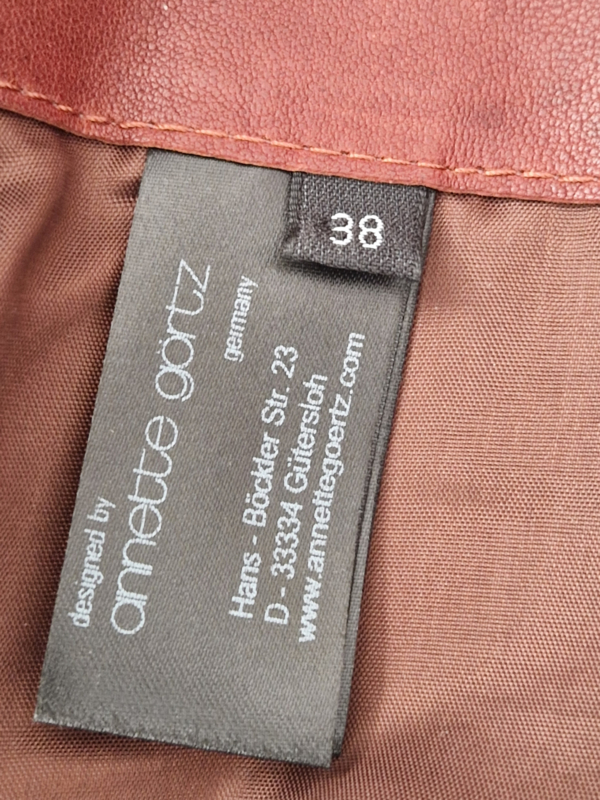 38
designed by
annette görtz
germany
Hans - Böckler Str. 23
D - 33334 Gütersloh
www.annettegoertz.com